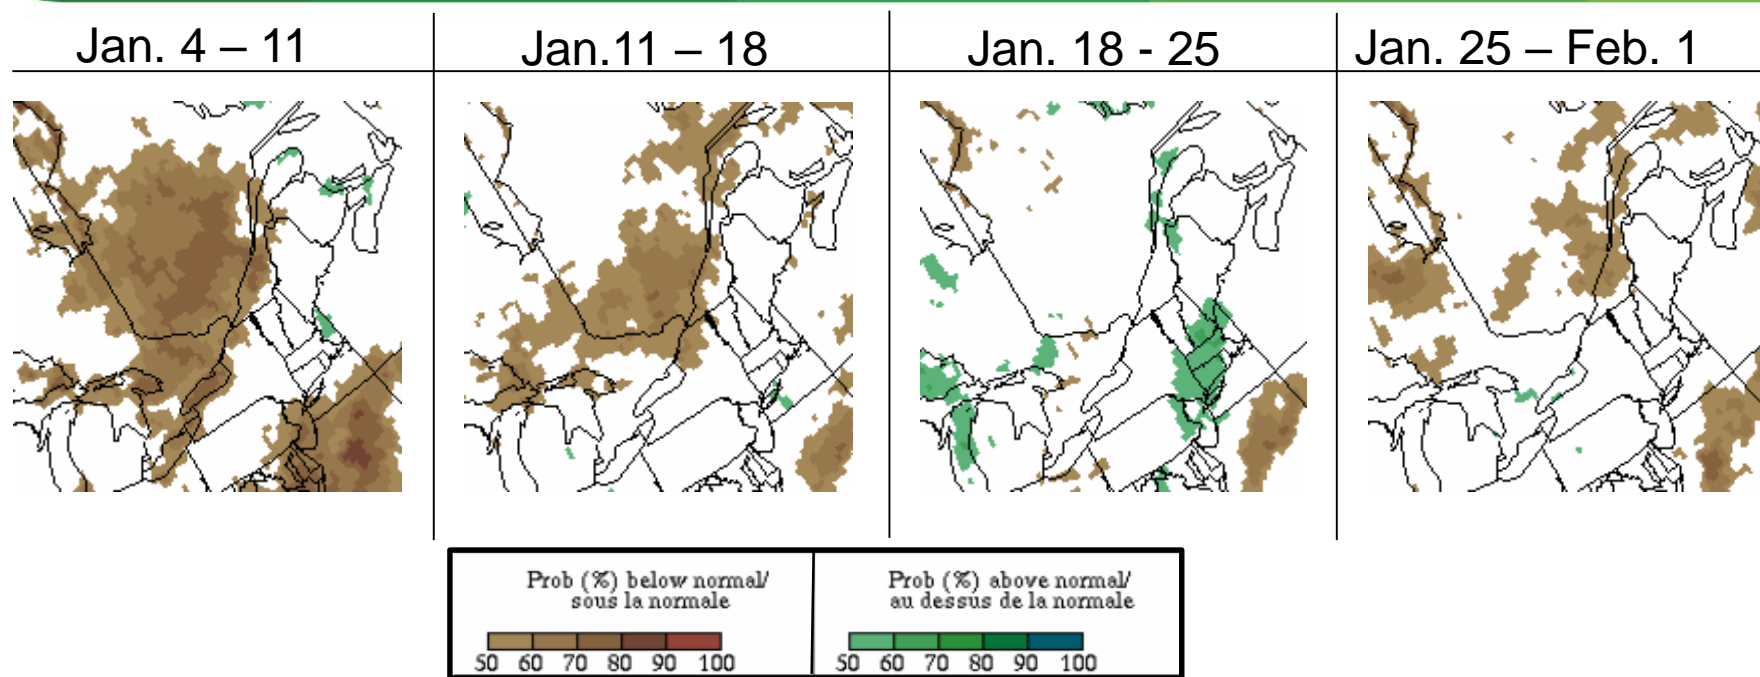 Jan. 4 – 11
Jan.11 – 18
Jan. 18 - 25
Jan. 25 – Feb. 1
Prob (%) below normal/
sous la normale
50 60 70 80 90 100
Prob (%) above normal/
au dessus de la normale
50 60 70 80 90 100